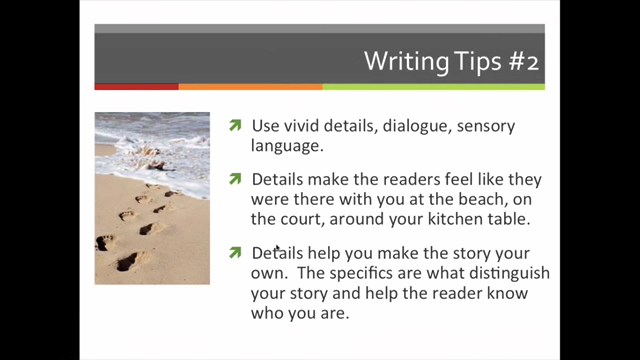 Writing Tips #2
Use vivid details, dialogue, sensory
language.
Details make the readers feel like they
were there with you at the beach, on
the court, around your kitchen table.
Details help you make the story your
own.  The specifics are what distinguish
your story and help the reader know
who you are.